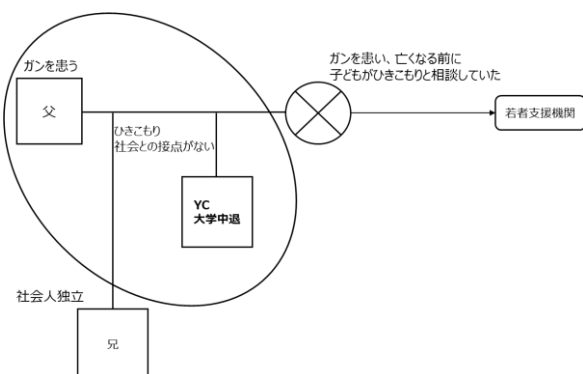 ガンを患う
父
ガンを患い、亡くなる前に
子どもがひきこもりと相談していた
若者支援機関
ひきこもり
社会との接点がない
YC
大学中退
社会人独立
兄